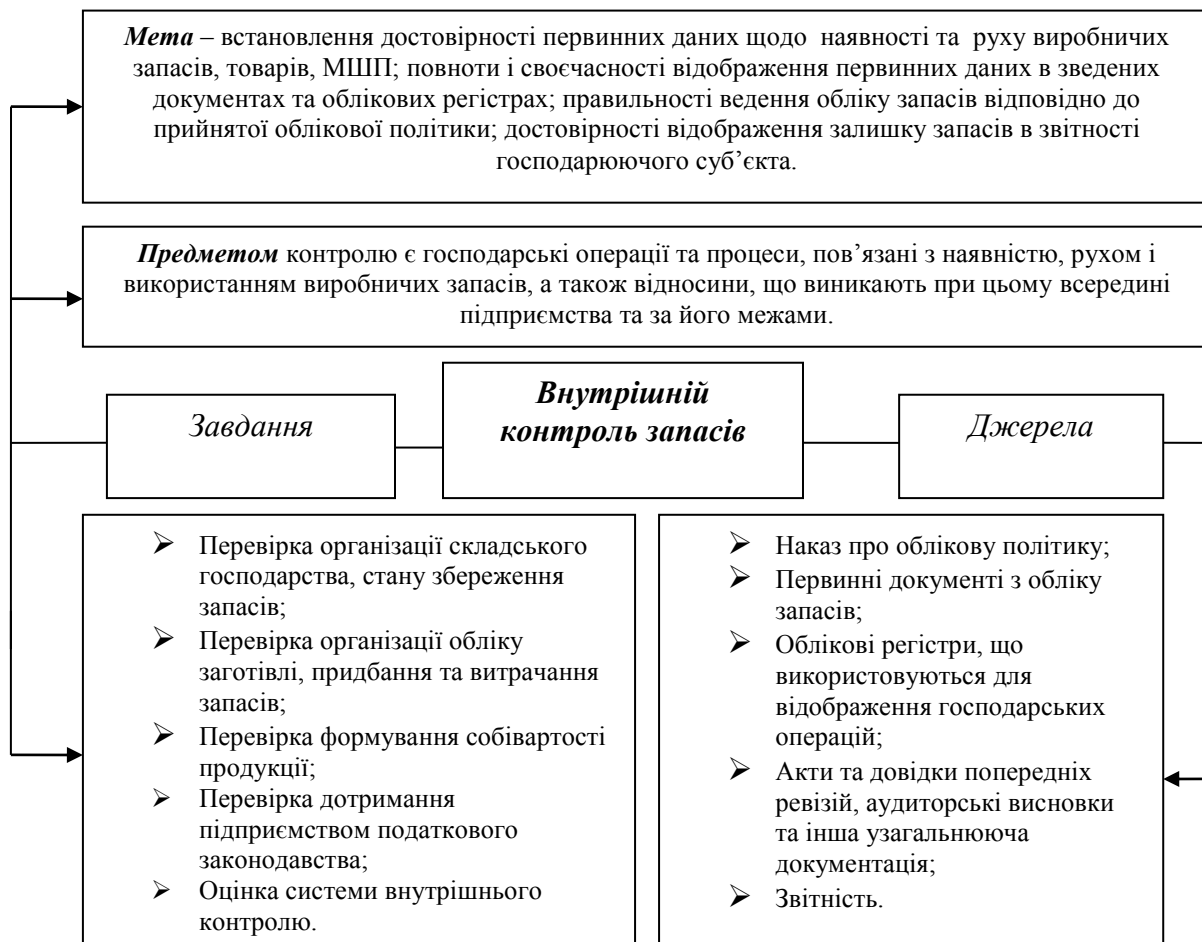 Мета – встановлення достовірності первинних даних щодо наявності та руху виробничих
запасів, товарів, МШП; повноти і своєчасності відображення первинних даних в зведених
документах та облікових регістрах; правильності ведення обліку запасів відповідно до
прийнятої облікової політики; достовірності відображення залишку запасів в звітності
господарюючого суб’єкта.
Предметом контролю є господарські операції та процеси, пов’язані з наявністю, рухом і
використанням виробничих запасів, а також відносини, що виникають при цьому всередині
підприємства та за його межами.
Завдання
Внутрішній
контроль запасів
Джерела
➢ Перевірка організації складського
господарства, стану збереження
запасів;
➢ Перевірка організації обліку
заготівлі, придбання та витрачання
запасів;
➢ Перевірка формування собівартості
продукції;
➢ Перевірка дотримання
підприємством податкового
законодавства;
➢ Оцінка системи внутрішнього
контролю.
➢ Наказ про облікову політику;
➢ Первинні документі з обліку
запасів;
➢ Облікові регістри, що
використовуються для
відображення господарських
операцій;
➢ Акти та довідки попередніх
ревізій, аудиторські висновки
та інша узагальнююча
документація;
➢ Звітність.